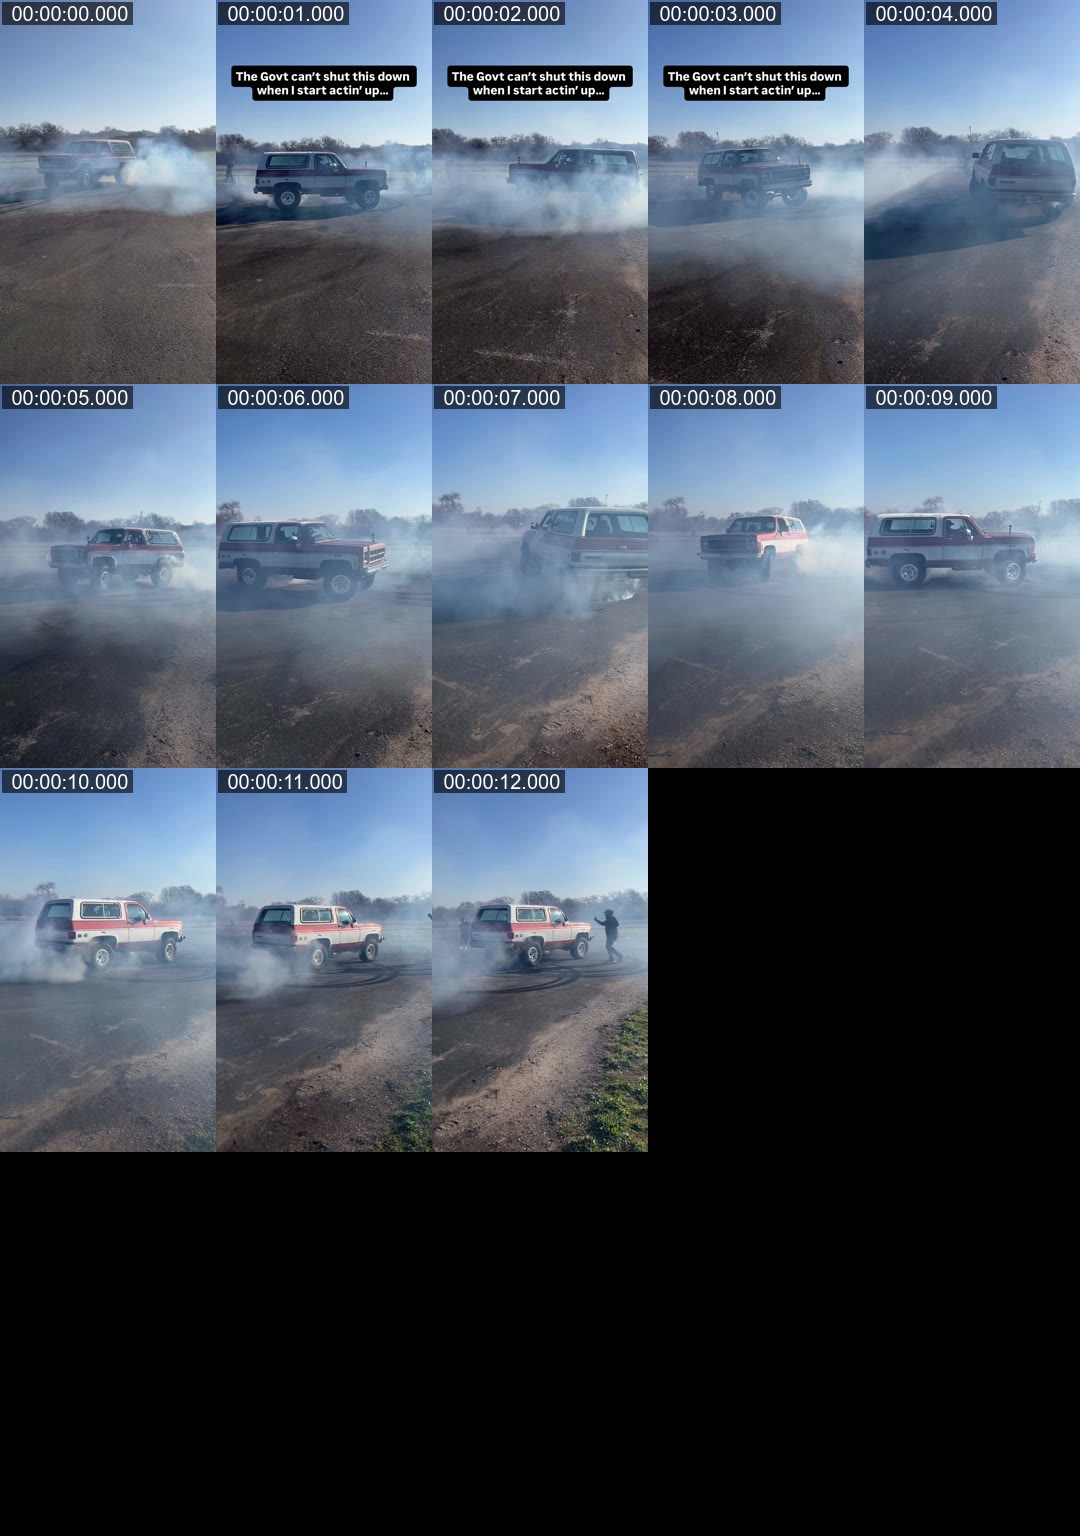 00:00:00.000
00:00:01.000
00:00:02.000
00:00:03.000
00:00:04.000
The Govt can't shut this down
when I start actin' up...
The Govt can't shut this down
when I start actin' up...
The Govt can't shut this down
when I start actin' up...
00:00:05.000
00:00:06.000
00:00:07.000
00:00:08.000
00:00:09.000
00:00:10.000
00:00:11.000
00:00:12.000